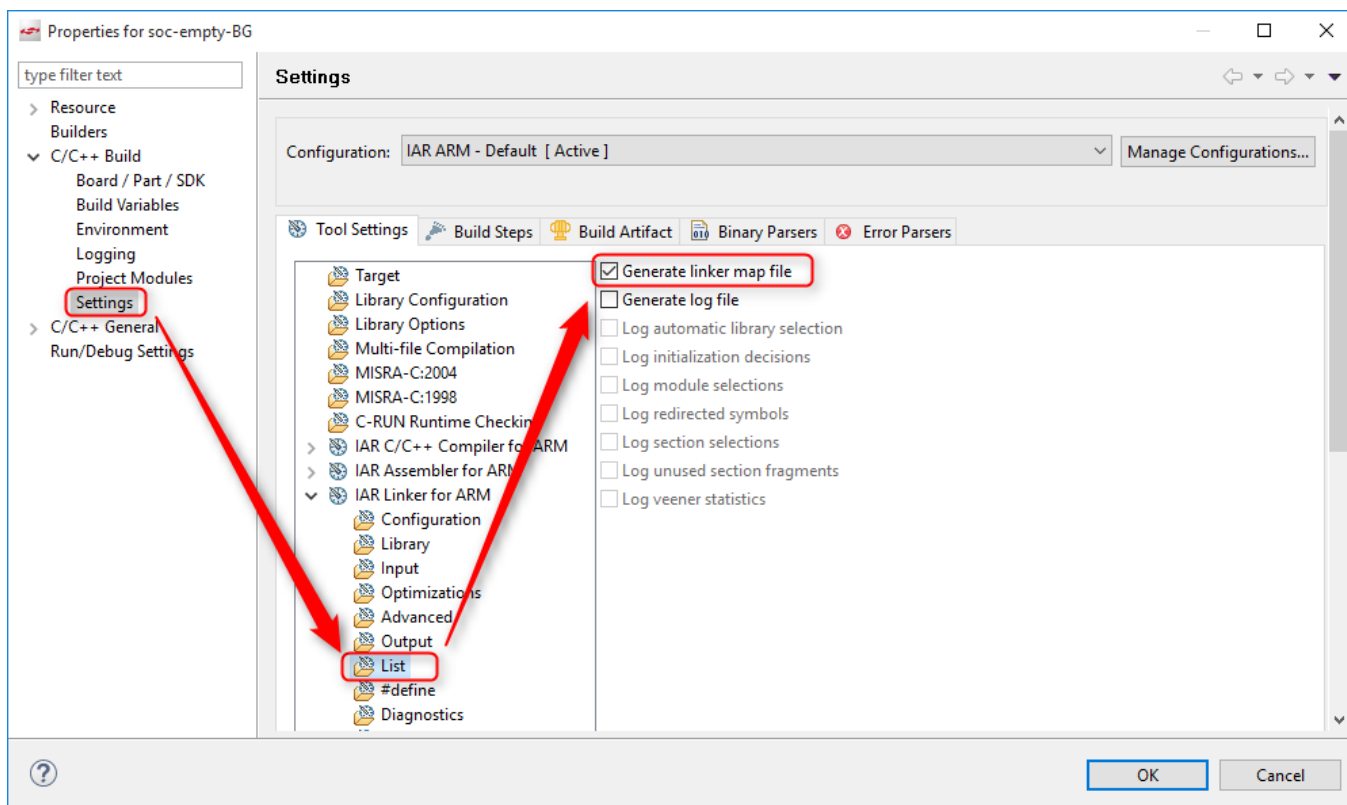 Properties for soc-empty-BG
type filter text
Resource
Builders
C/C++ Build
Board / Part / SDK
Build Variables
Environment
Logging
Project Modules
Settings
C/C++ General
Run/Debug Settings
Settings
Configuration:
IAR ARM - Default [ Active ]
Manage Configurations...
Tool Settings
Build Steps
Build Artifact
Binary Parsers
Error Parsers
Target
Library Configuration
Library Options
Multi-file Compilation
MISRA-C:2004
MISRA-C:1998
C-RUN Runtime Checkin
IAR C/C++ Compiler for ARM
IAR Assembler for ARM
IAR Linker for ARM
Configuration
Library
Input
Optimizations
Advanced
Output
List
#define
Diagnostics
Generate linker map file
Generate log file
Log automatic library selection
Log initialization decisions
Log module selections
Log redirected symbols
Log section selections
Log unused section fragments
Log veener statistics
OK
Cancel